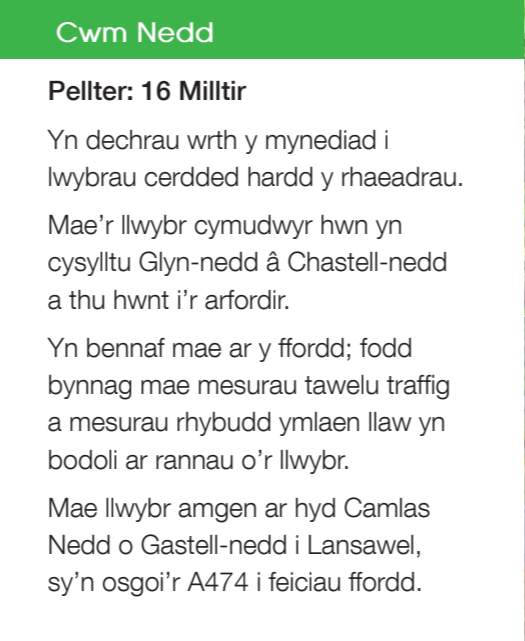 Cwm Nedd
Pellter: 16 Milltir
Yn dechrau wrth y mynediad i
lwybrau cerdded hardd y rhaeadrau.
Mae’r llwybr cymudwyr hwn yn
cysylltu Glyn-nedd â Chastell-nedd
a thu hwnt i’r arfordir.
Yn bennaf mae ar y ffordd; fodd
bynnag mae mesurau tawelu traffig
a mesurau rhybudd ymlaen llaw yn
bodoli ar rannau o’r llwybr.
Mae llwybr amgen ar hyd Camlas
Nedd o Gastell-nedd i Lansawel,
sy’n osgoi’r A474 i feiciau ffordd.